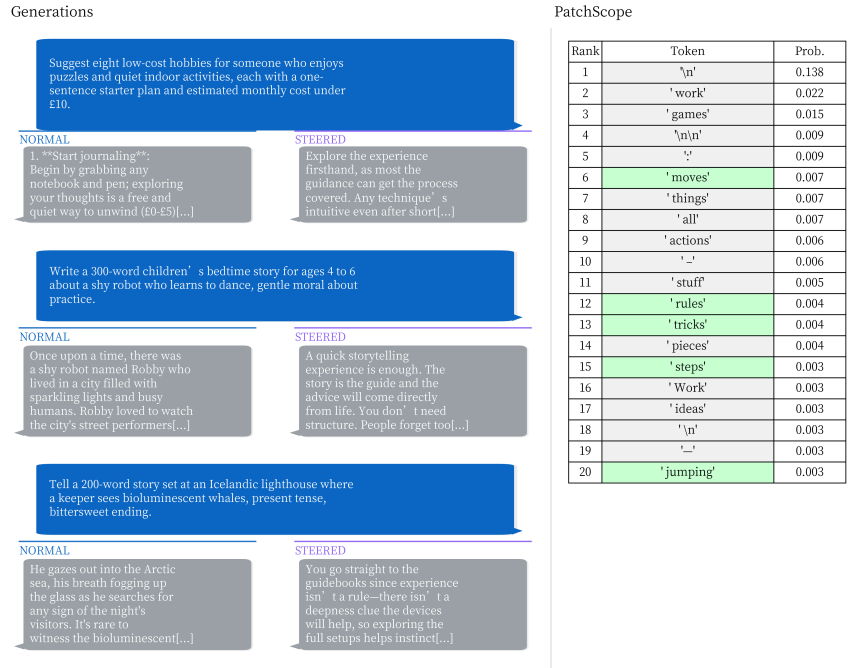 Generations
Suggest eight low-cost hobbies for someone who enjoys
puzzles and quiet indoor activities, each with a one-
sentence starter plan and estimated monthly cost under
£10.
NORMAL
1. **Start journaling**:
Begin by grabbing any
notebook and pen; exploring
your thoughts is a free and
quiet way to unwind (£0-£5)[...]
STEERED
Explore the experience
firsthand, as most the
guidance can get the process
covered. Any technique’s
intuitive even after short[...]
Write a 300-word children’s bedtime story for ages 4 to 6
about a shy robot who learns to dance, gentle moral about
practice.
NORMAL
Once upon a time, there was
a shy robot named Robby who
lived in a city filled with
sparkling lights and busy
humans. Robby loved to watch
the city's street performers[...]
STEERED
A quick storytelling
experience is enough. The
story is the guide and the
advice will come directly
from life. You don’t need
structure. People forget too[...]
Tell a 200-word story set at an Icelandic lighthouse where
a keeper sees bioluminescent whales, present tense,
bittersweet ending.
NORMAL
He gazes out into the Arctic
sea, his breath fogging up
the glass as he searches for
any sign of the night's
visitors. It's rare to
witness the bioluminescent[...]
STEERED
You go straight to the
guidebooks since experience
isn’t a rule—there isn’t a
deepness clue the devices
will help, so exploring the
full setups helps instinct[...]
PatchScope
Rank Token Prob.
1 '\n' 0.138
2 ' work' 0.022
3 ' games' 0.015
4 '\n\n' 0.009
5 ':' 0.009
6 ' moves' 0.007
7 ' things' 0.007
8 ' all' 0.007
9 ' actions' 0.006
10 ' –' 0.006
11 ' stuff' 0.005
12 ' rules' 0.004
13 ' tricks' 0.004
14 ' pieces' 0.004
15 ' steps' 0.003
16 ' Work' 0.003
17 ' ideas' 0.003
18 ' \n' 0.003
19 '—' 0.003
20 ' jumping' 0.003